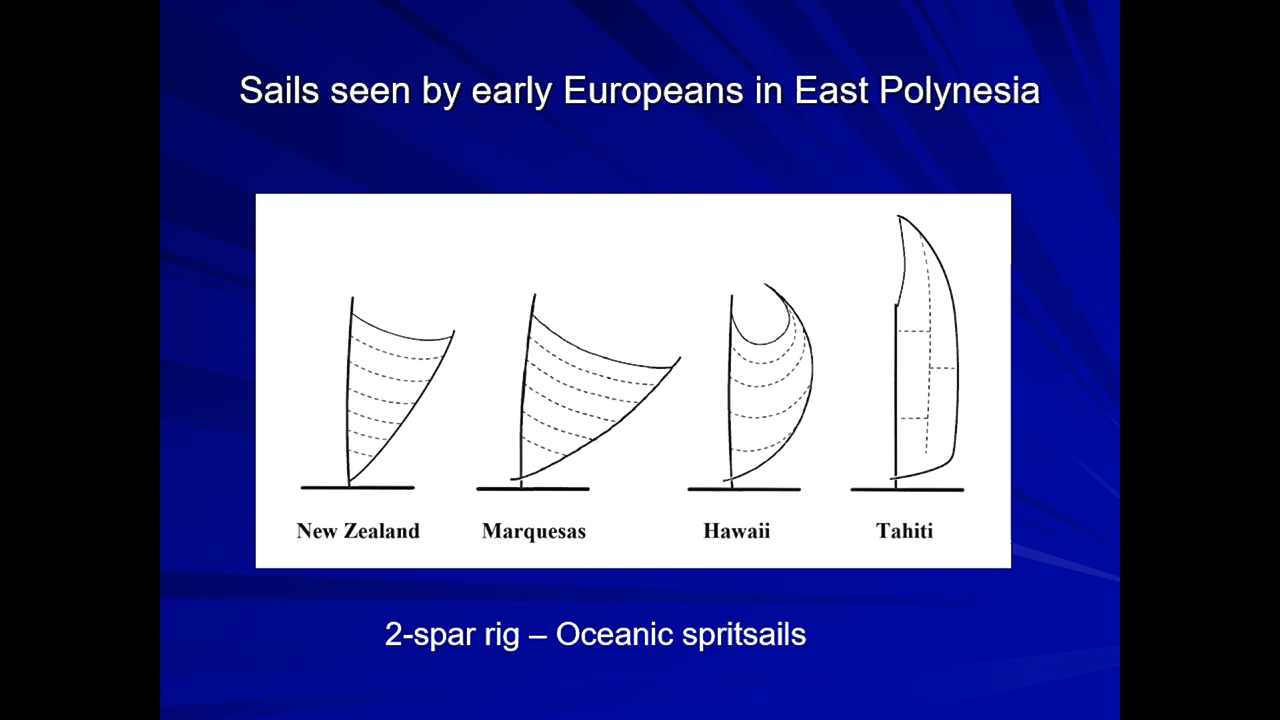 Sails seen by early Europeans in East Polynesia
New Zealand Marquesas Hawaii Tahiti
2-spar rig – Oceanic spritsails